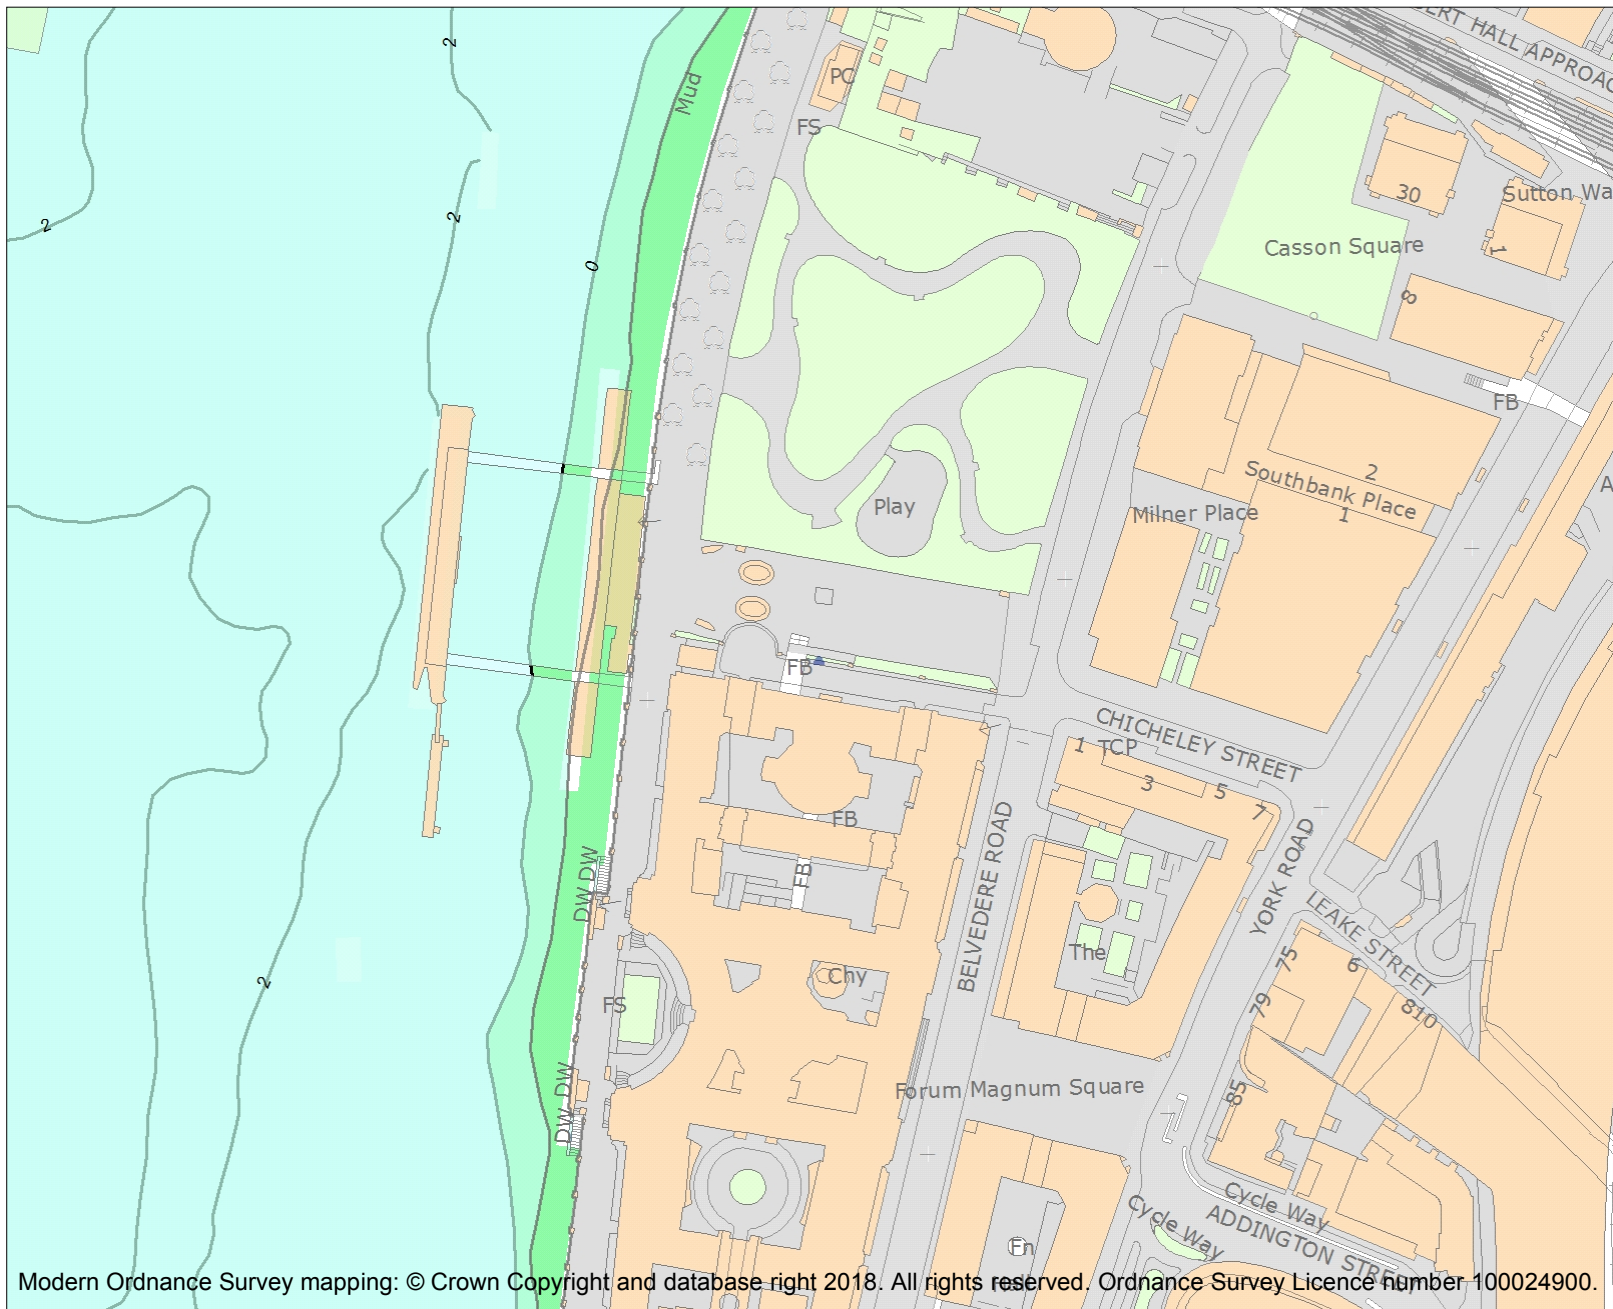 2
2
2
2
0
Mud
PC
FS
HALL APPROAC
30
Sutton Wa
1
Casson Square
8
FB
2
Southbank Place
1
Milner Place
Play
A
FB
CHICHELEY STREET
1
TCP
3
5
7
FB
FB
DW DW
BELVEDERE ROAD
YORK ROAD
LEAKE STREET
The
75
6
79
810
Chy
FS
DW DW
85
Forum Magnum Square
Cycle Way
Cycle Way
ADDINGTON STREET
Fn
Modern Ordnance Survey mapping: © Crown Copyright and database right 2018. All rights reserved. Ordnance Survey Licence number 100024900.